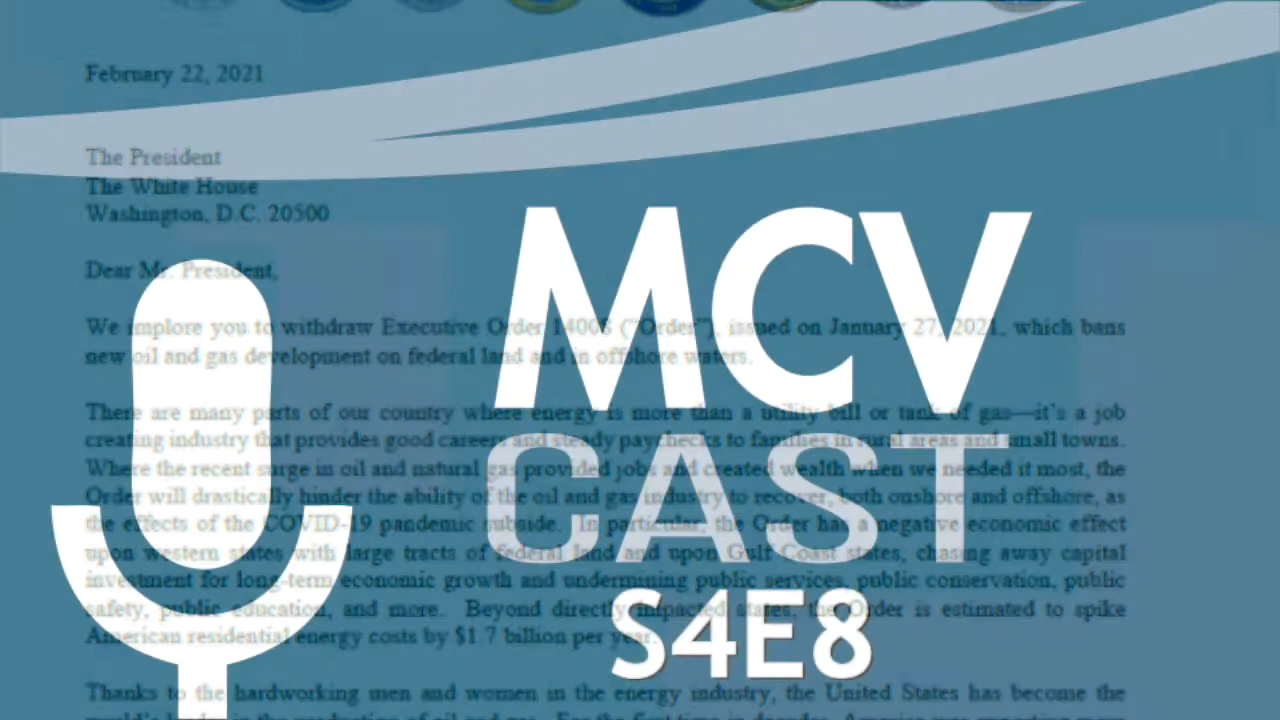 February 22, 2021
The President
The White House
Washington, D.C. 20500
Dear Mr. President,
We implore you to withdraw Executive Order 14008 ("Order"), issued on January 27, 2021, which bans
new oil and gas development on federal land and in offshore waters.
There are many parts of our country where energy is more than a utility bill or tank of gas—it's a job
creating industry that provides good careers and steady paychecks to families in rural areas and small towns.
Where the recent surge in oil and natural gas provided jobs and created wealth when we needed it most, the
Order will drastically hinder the ability of the oil and gas industry to recover, both onshore and offshore, as
the effects of the COVID-19 pandemic subside. In particular, the Order has a negative economic effect
upon western states with large tracts of federal land and upon Gulf Coast states, chasing away capital
investment for long-term economic growth and undermining public services, public conservation, public
safety, public education, and more. Beyond directly impacted states, the Order is estimated to spike
American residential energy costs by $1.7 billion per year.
Thanks to the hardworking men and women in the energy industry, the United States has become the
MCV
CAST
S4E8